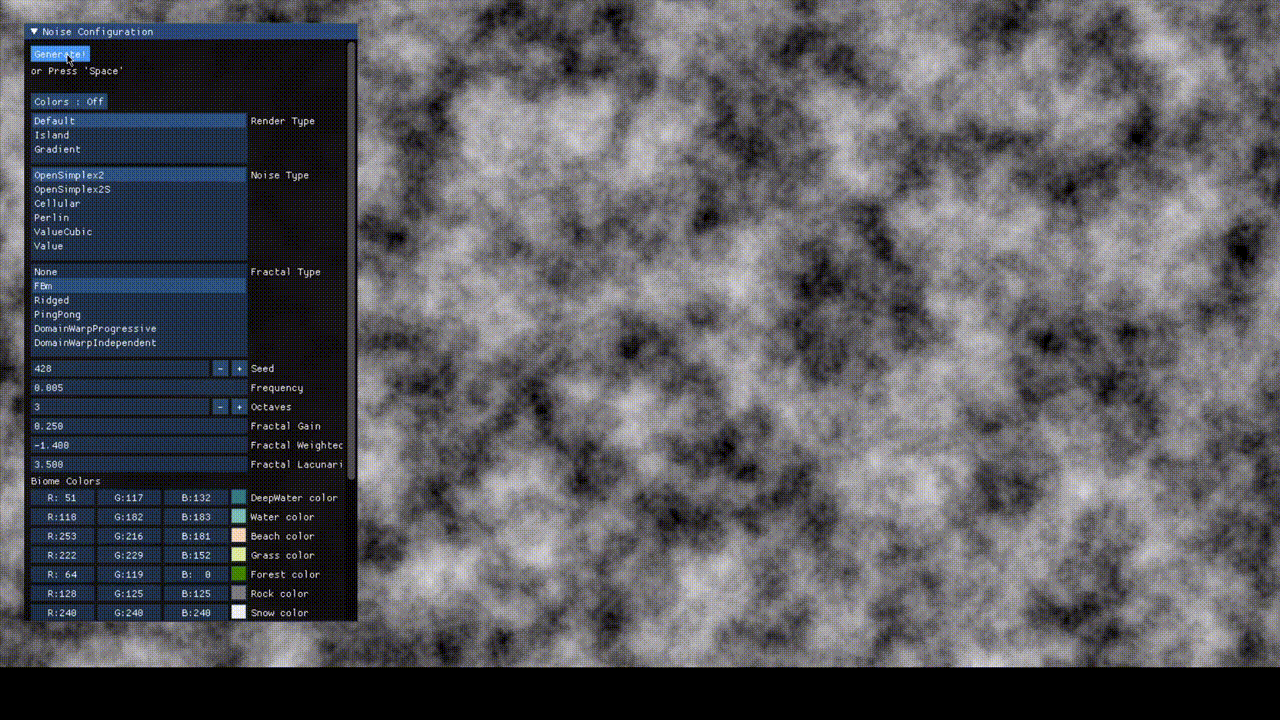 Noise Configuration
Generate!
or Press 'Space'
Colors : Off
Default Render Type
Island
Gradient
OpenSimplex2 Noise Type
OpenSimplex2S
Cellular
Perlin
ValueCubic
Value
None Fractal Type
FBm
Ridged
PingPong
DomainWarpProgressive
DomainWarpIndependent
428 - + Seed
0.005 Frequency
3 - + Octaves
0.250 Fractal Gain
-1.400 Fractal Weighted
3.500 Fractal Lacunari
Biome Colors
R: 51 G:117 B:132 DeepWater color
R:118 G:182 B:183 Water color
R:253 G:216 B:181 Beach color
R:222 G:229 B:152 Grass color
R: 64 G:119 B: 0 Forest color
R:128 G:125 B:125 Rock color
R:240 G:240 B:240 Snow color